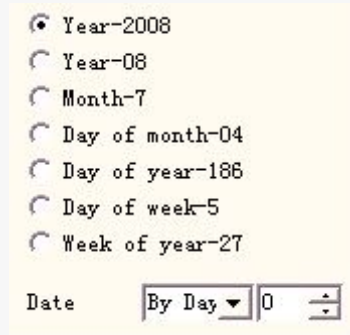 Year-2008
Year-08
Month-7
Day of month-04
Day of year-186
Day of week-5
Week of year-27
Date By Day 0